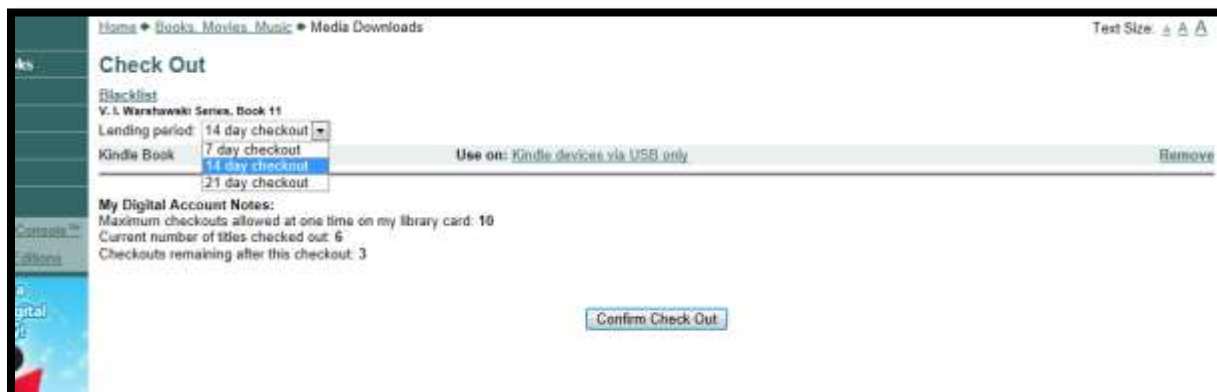 Home ➧ Books, Movies, Music ➧ Media Downloads
Text Size: A A A
Check Out
Blacklist
V. I. Warshawski Series, Book 11
Lending period: 14 day checkout
7 day checkout
14 day checkout
21 day checkout
Kindle Book Use on: Kindle devices via USB only Remove
My Digital Account Notes:
Maximum checkouts allowed at one time on my library card: 10
Current number of titles checked out: 6
Checkouts remaining after this checkout: 3
Console™
Editions
a
gital
Confirm Check Out